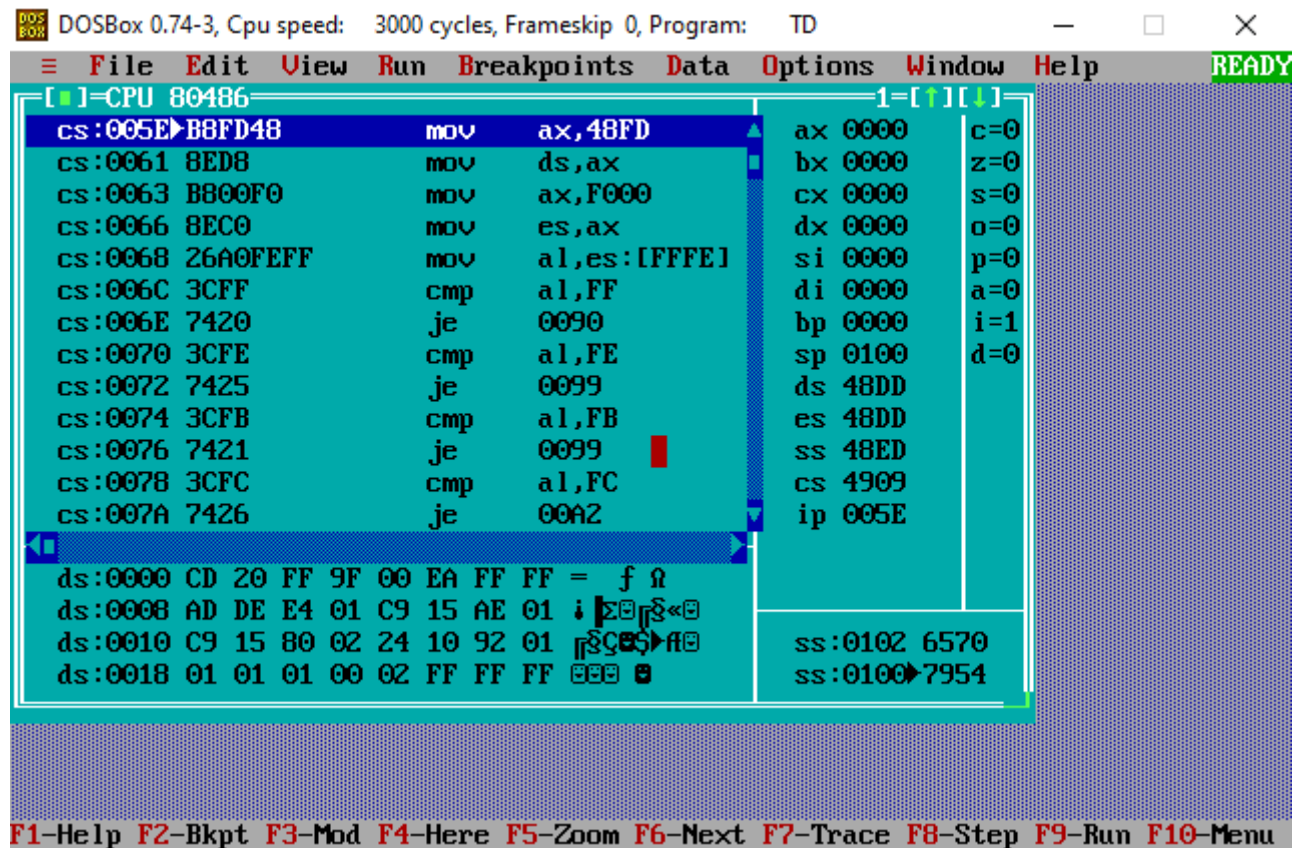 DOSBox 0.74-3, Cpu speed: 3000 cycles, Frameskip 0, Program: TD
≡ File Edit View Run Breakpoints Data Options Window Help READY
[■]=CPU 80486 1=[↑][↓]
cs:005E►B8FD48 mov ax,48FD ax 0000 c=0
cs:0061 8ED8 mov ds,ax bx 0000 z=0
cs:0063 B800F0 mov ax,F000 cx 0000 s=0
cs:0066 8EC0 mov es,ax dx 0000 o=0
cs:0068 26A0FEFF mov al,es:[FFFE] si 0000 p=0
cs:006C 3CFF cmp al,FF di 0000 a=0
cs:006E 7420 je 0090 bp 0000 i=1
cs:0070 3CFE cmp al,FE sp 0100 d=0
cs:0072 7425 je 0099 ds 48DD
cs:0074 3CFB cmp al,FB es 48DD
cs:0076 7421 je 0099 ss 48ED
cs:0078 3CFC cmp al,FC cs 4909
cs:007A 7426 je 00A2 ip 005E
ds:0000 CD 20 FF 9F 00 EA FF FF = ƒ Ω
ds:0008 AD DE E4 01 C9 15 AE 01 ¡▐Σ☺╔§«☺
ds:0010 C9 15 80 02 24 10 92 01 ╔§Ç☻$►Æ☺ ss:0102 6570
ds:0018 01 01 01 00 02 FF FF FF ☺☺☺ ☻ ss:0100►7954
F1-Help F2-Bkpt F3-Mod F4-Here F5-Zoom F6-Next F7-Trace F8-Step F9-Run F10-Menu